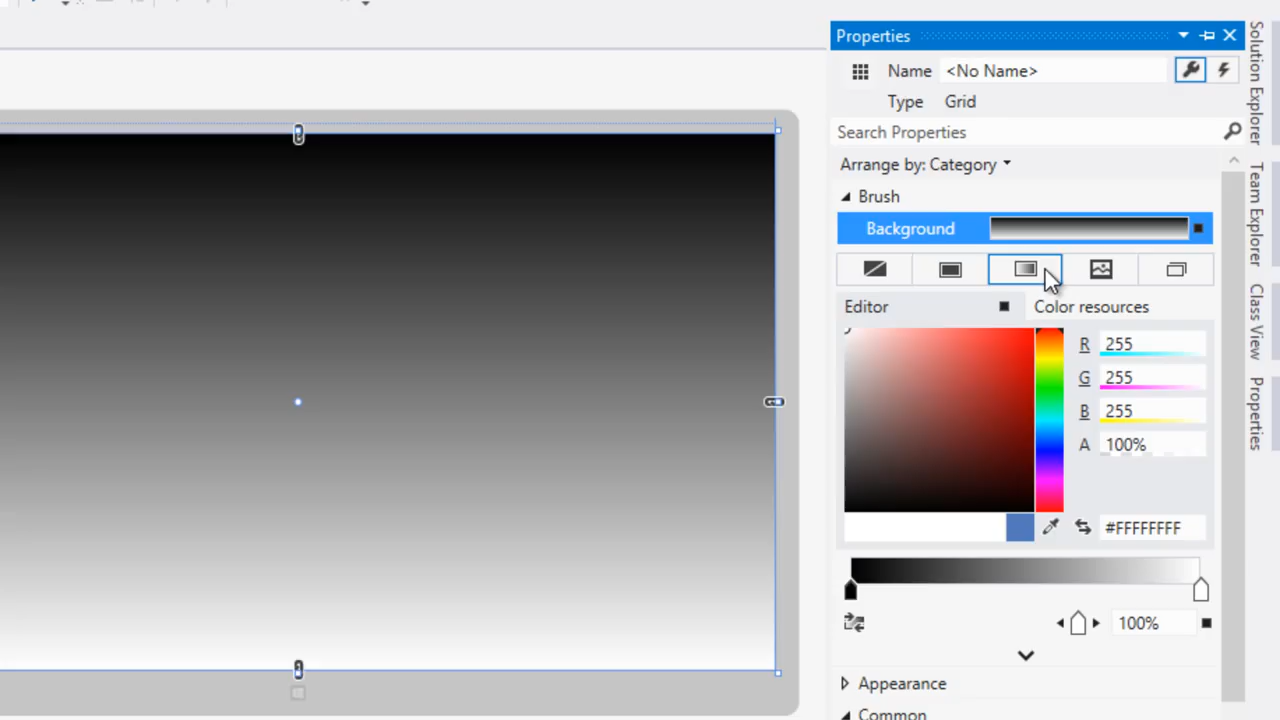 Properties
Name <No Name>
Type Grid
Search Properties
Arrange by: Category
Brush
Background
Editor
Color resources
R 255
G 255
B 255
A 100%
#FFFFFFFF
100%
Appearance
Common
Solution Explorer
Team Explorer
Class View
Properties